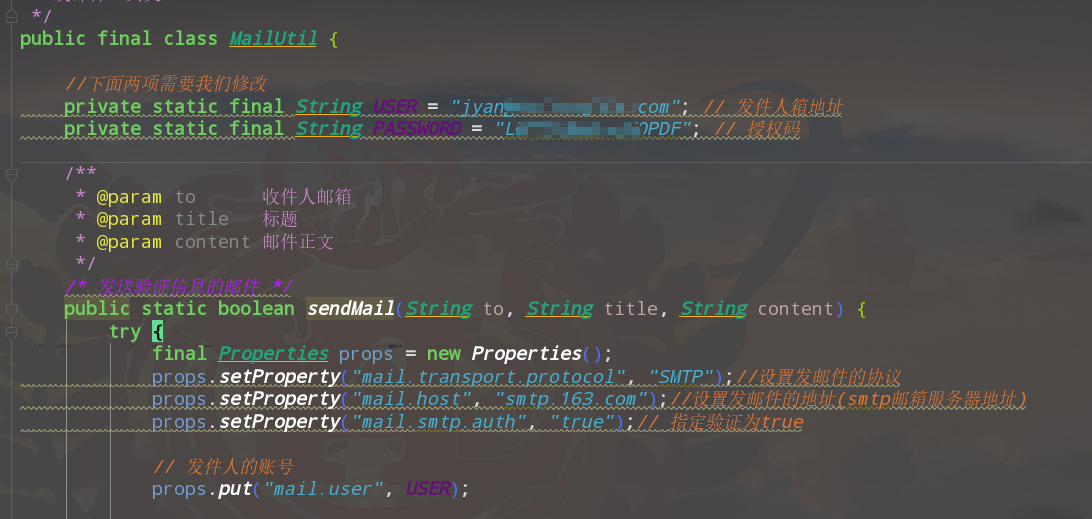 */
public final class MailUtil {
//下面两项需要我们修改
private static final String USER = "jyang com"; // 发件人箱地址
private static final String PASSWORD = "L OPDF"; // 授权码
/**
* @param to 收件人邮箱
* @param title 标题
* @param content 邮件正文
*/
/* 发送验证信息的邮件 */
public static boolean sendMail(String to, String title, String content) {
try {
final Properties props = new Properties();
props.setProperty("mail.transport.protocol", "SMTP");//设置发邮件的协议
props.setProperty("mail.host", "smtp.163.com");//设置发邮件的地址(smtp邮箱服务器地址)
props.setProperty("mail.smtp.auth", "true");// 指定验证为true
// 发件人的账号
props.put("mail.user", USER);